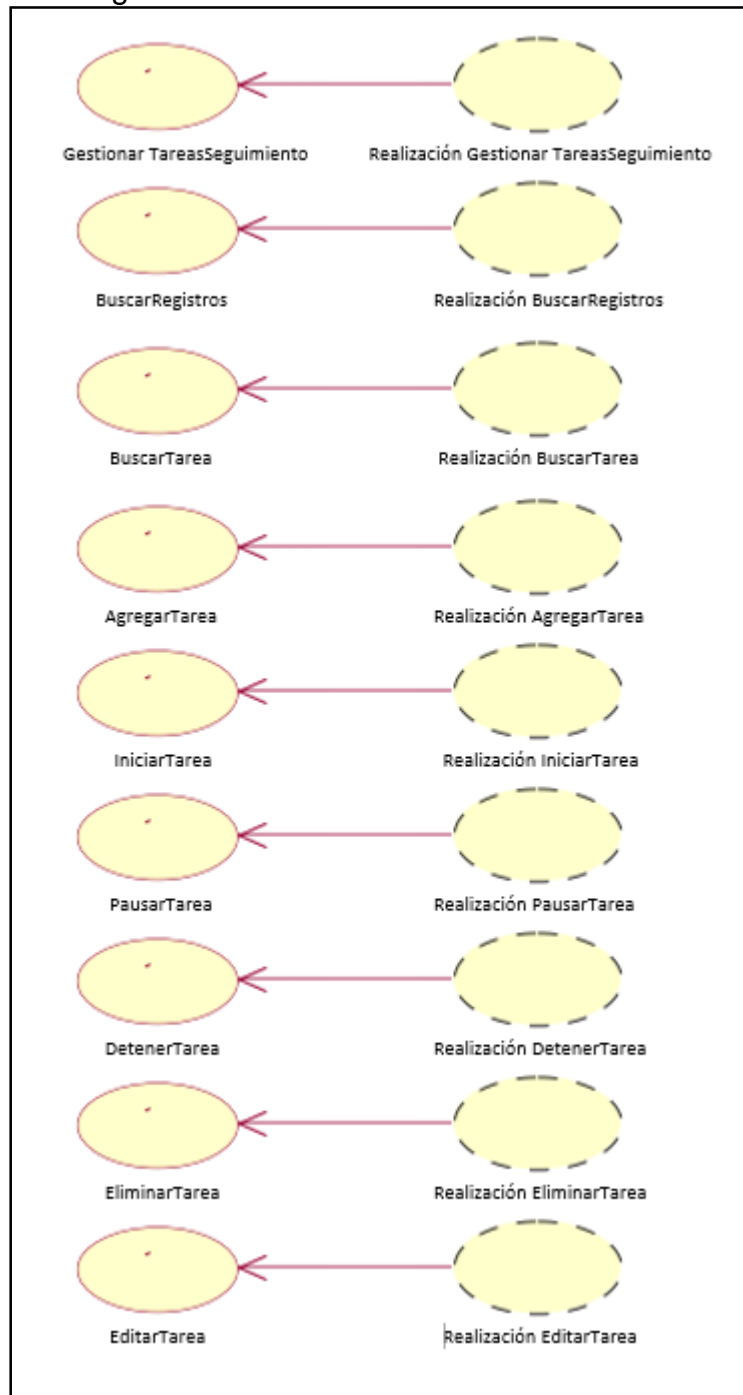 Gestionar TareasSeguimiento Realización Gestionar TareasSeguimiento
BuscarRegistros Realización BuscarRegistros
BuscarTarea Realización BuscarTarea
AgregarTarea Realización AgregarTarea
IniciarTarea Realización IniciarTarea
PausarTarea Realización PausarTarea
DetenerTarea Realización DetenerTarea
EliminarTarea Realización EliminarTarea
EditarTarea Realización EditarTarea